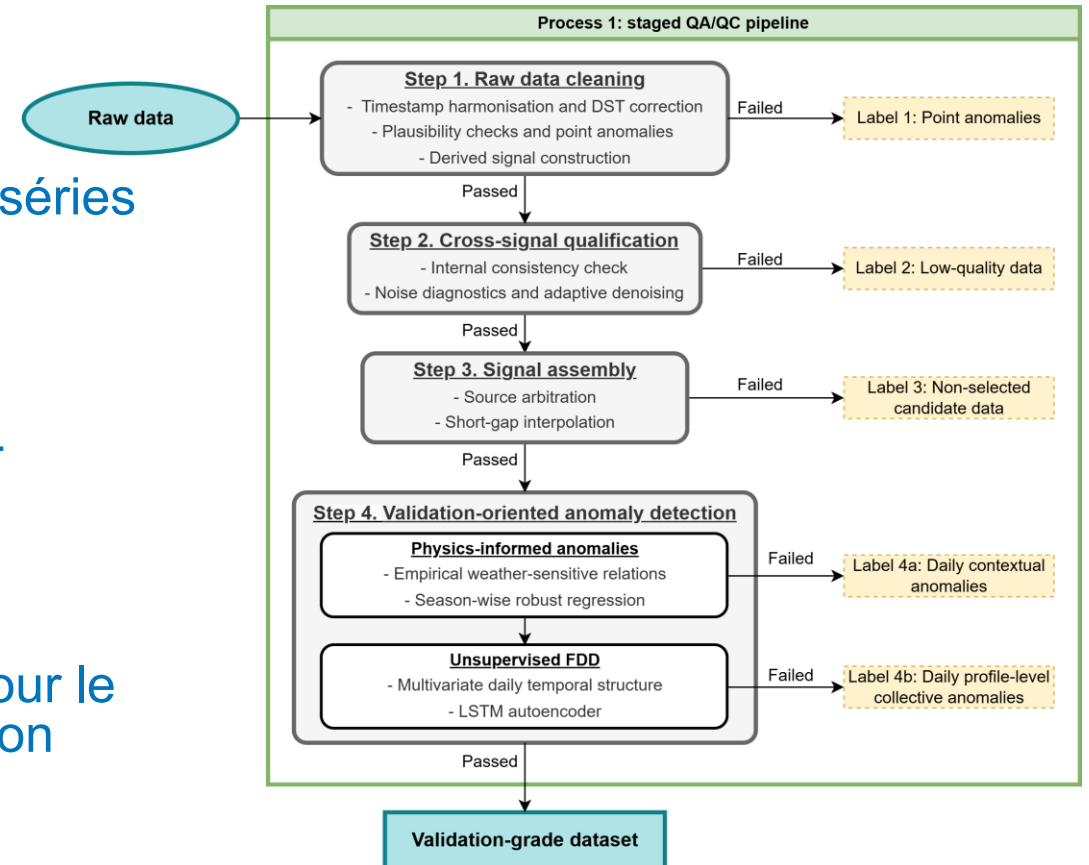 Process 1: staged QA/QC pipeline
Raw data
Step 1. Raw data cleaning
- Timestamp harmonisation and DST correction
- Plausibility checks and point anomalies
- Derived signal construction
Failed
Label 1: Point anomalies
séries
Passed
Step 2. Cross-signal qualification
- Internal consistency check
- Noise diagnostics and adaptive denoising
Failed
Label 2: Low-quality data
Passed
Step 3. Signal assembly
- Source arbitration
- Short-gap interpolation
Failed
Label 3: Non-selected
candidate data
Passed
Step 4. Validation-oriented anomaly detection
Physics-informed anomalies
- Empirical weather-sensitive relations
- Season-wise robust regression
Failed
Label 4a: Daily contextual
anomalies
our le
on
Unsupervised FDD
- Multivariate daily temporal structure
- LSTM autoencoder
Failed
Label 4b: Daily profile-level
collective anomalies
Passed
Validation-grade dataset